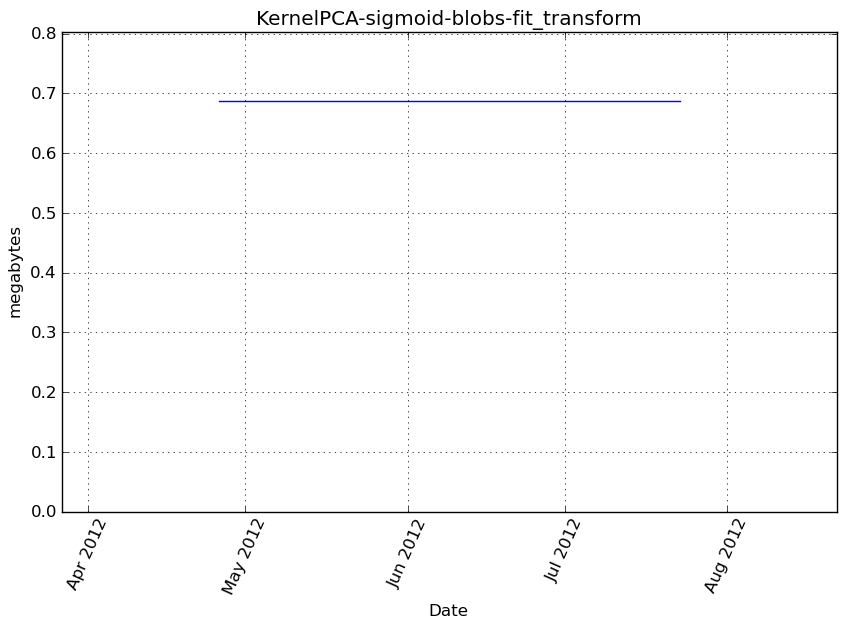 KernelPCA-sigmoid-blobs-fit_transform
0.8
0.7
0.6
0.5
0.4
0.3
0.2
0.1
0.0
megabytes
Apr 2012
May 2012
Jun 2012
Jul 2012
Aug 2012
Date